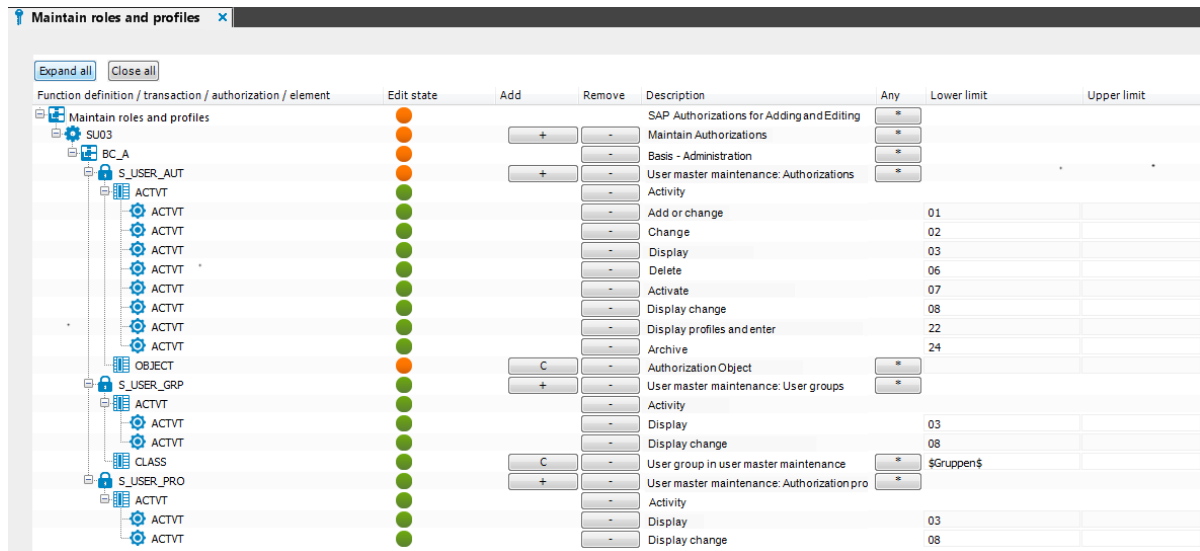 Maintain roles and profiles ×
Expand all Close all
Function definition / transaction / authorization / element Edit state Add Remove Description Any Lower limit Upper limit
Maintain roles and profiles SAP Authorizations for Adding and Editing *
SU03 + - Maintain Authorizations *
BC_A - Basis - Administration *
S_USER_AUT + - User master maintenance: Authorizations *
ACTVT - Activity
ACTVT - Add or change 01
ACTVT - Change 02
ACTVT - Display 03
ACTVT - Delete 06
ACTVT - Activate 07
ACTVT - Display change 08
ACTVT - Display profiles and enter 22
ACTVT - Archive 24
OBJECT C - Authorization Object *
S_USER_GRP + - User master maintenance: User groups *
ACTVT - Activity
ACTVT - Display 03
ACTVT - Display change 08
CLASS C - User group in user master maintenance * $Gruppen$
S_USER_PRO + - User master maintenance: Authorization pro *
ACTVT - Activity
ACTVT - Display 03
ACTVT - Display change 08